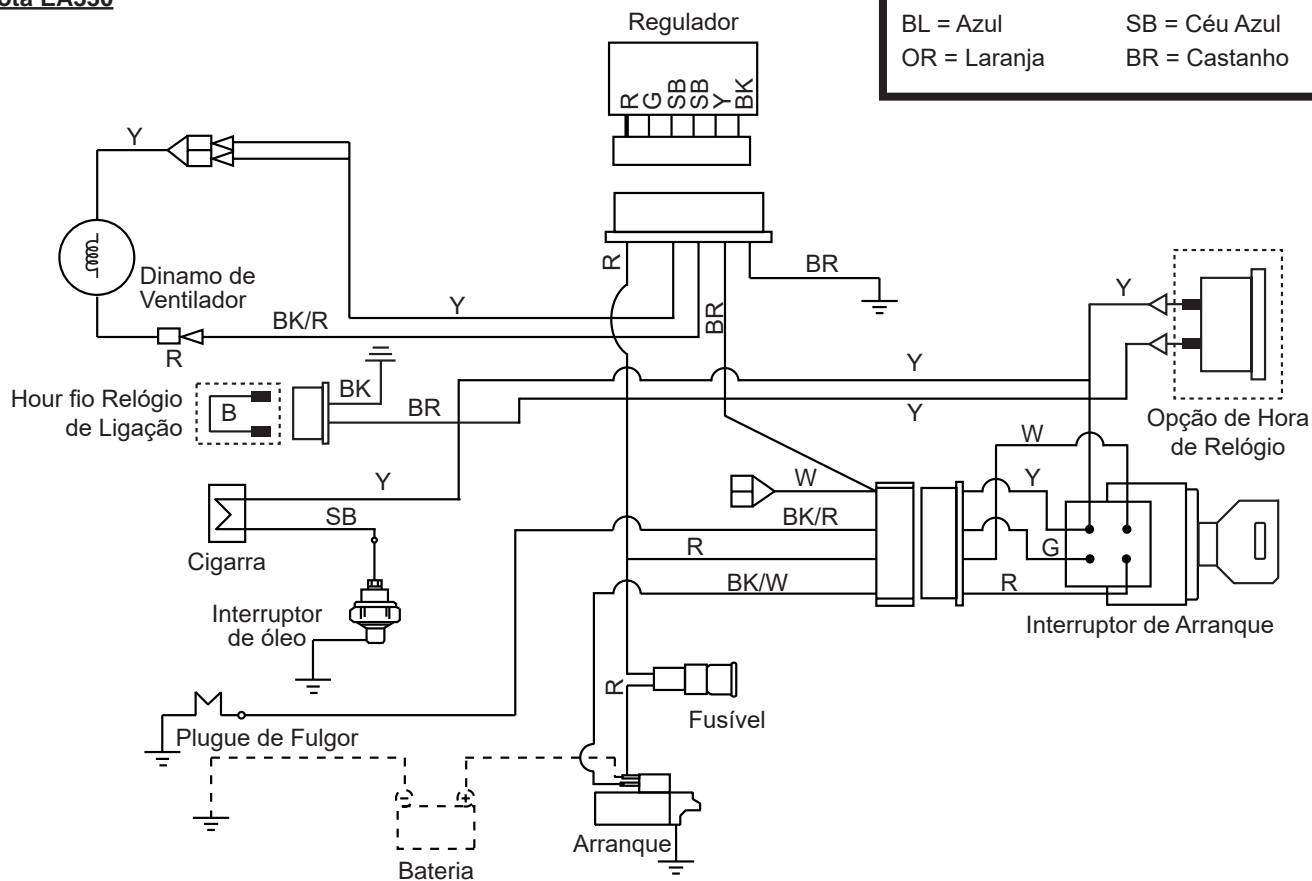 EA330
Regulador
BL = Azul
SB = Céu Azul
OR = Laranja
BR = Castanho
R
G
SB
SB
Y
BK
Y
Dinamo de
Ventilador
R
BR
Y
BR
Y
BK/R
R
Hour fio Relógio
de Ligação
B
BK
BR
Y
Y
Opção de Hora
de Relógio
W
Y
SB
Cigarra
W
Y
BK/R
G
R
BK/W
R
Interruptor de Arranque
Interruptor
de óleo
R
Fusível
Plugue de Fulgor
Bateria
Arranque